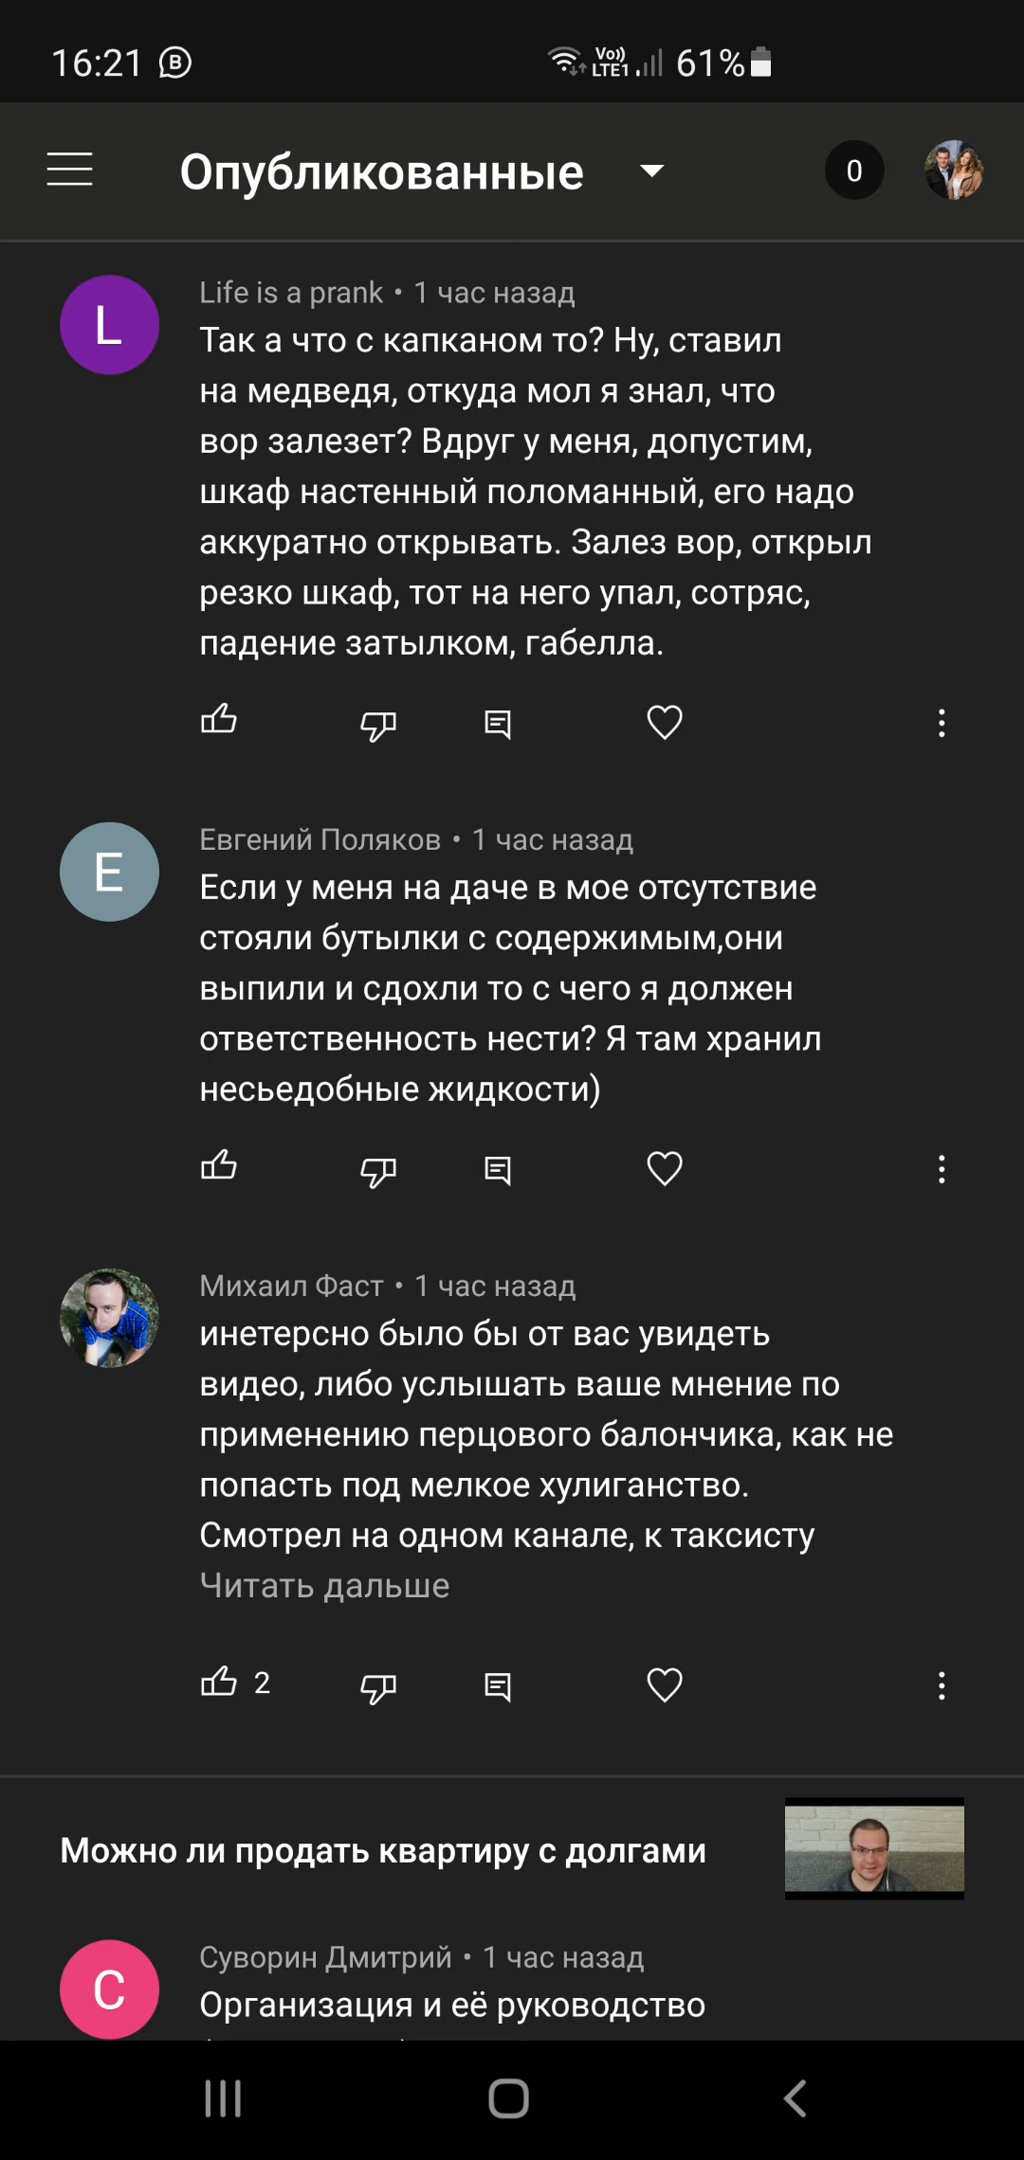 16:21 B Vo)) LTE1 61%
Опубликованные 0
L
Life is a prank • 1 час назад
Так а что с капканом то? Ну, ставил
на медведя, откуда мол я знал, что
вор залезет? Вдруг у меня, допустим,
шкаф настенный поломанный, его надо
аккуратно открывать. Залез вор, открыл
резко шкаф, тот на него упал, сотряс,
падение затылком, габелла.
Е
Евгений Поляков • 1 час назад
Если у меня на даче в мое отсутствие
стояли бутылки с содержимым,они
выпили и сдохли то с чего я должен
ответственность нести? Я там хранил
несьедобные жидкости)
Михаил Фаст • 1 час назад
инетерсно было бы от вас увидеть
видео, либо услышать ваше мнение по
применению перцового балончика, как не
попасть под мелкое хулиганство.
Смотрел на одном канале, к таксисту
Читать дальше
2
Можно ли продать квартиру с долгами
С
Суворин Дмитрий • 1 час назад
Организация и её руководство